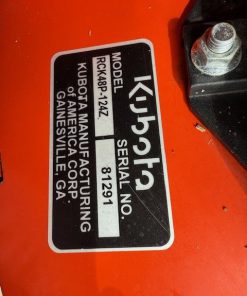 Kubota
MODEL SERIAL NO.
RCK48P-124Z 81291
KUBOTA MANUFACTURING
of AMERICA CORP.
GAINESVILLE, GA